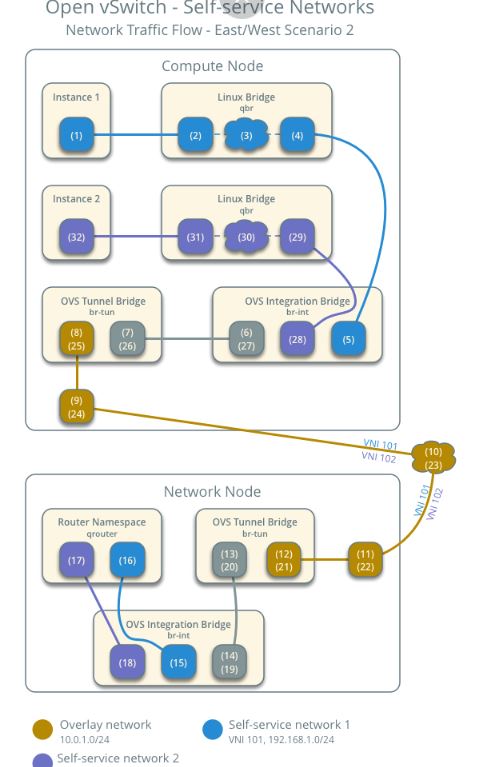 Open vSwitch - Self-service Networks
Network Traffic Flow - East/West Scenario 2
Compute Node
Instance 1
Linux Bridge
qbr
(1)
(2)
(3)
(4)
Instance 2
Linux Bridge
qbr
(32)
(31)
(30)
(29)
OVS Tunnel Bridge
br-tun
OVS Integration Bridge
br-int
(8)
(25)
(7)
(26)
(6)
(27)
(28)
(5)
(9)
(24)
VNI 101
VNI 102
(10)
(23)
VNI 101
VNI 102
Network Node
Router Namespace
qrouter
OVS Tunnel Bridge
br-tun
(17)
(16)
(13)
(20)
(12)
(21)
(11)
(22)
OVS Integration Bridge
br-int
(18)
(15)
(14)
(19)
Overlay network
10.0.1.0/24
Self-service network 1
VNI 101, 192.168.1.0/24
Self-service network 2